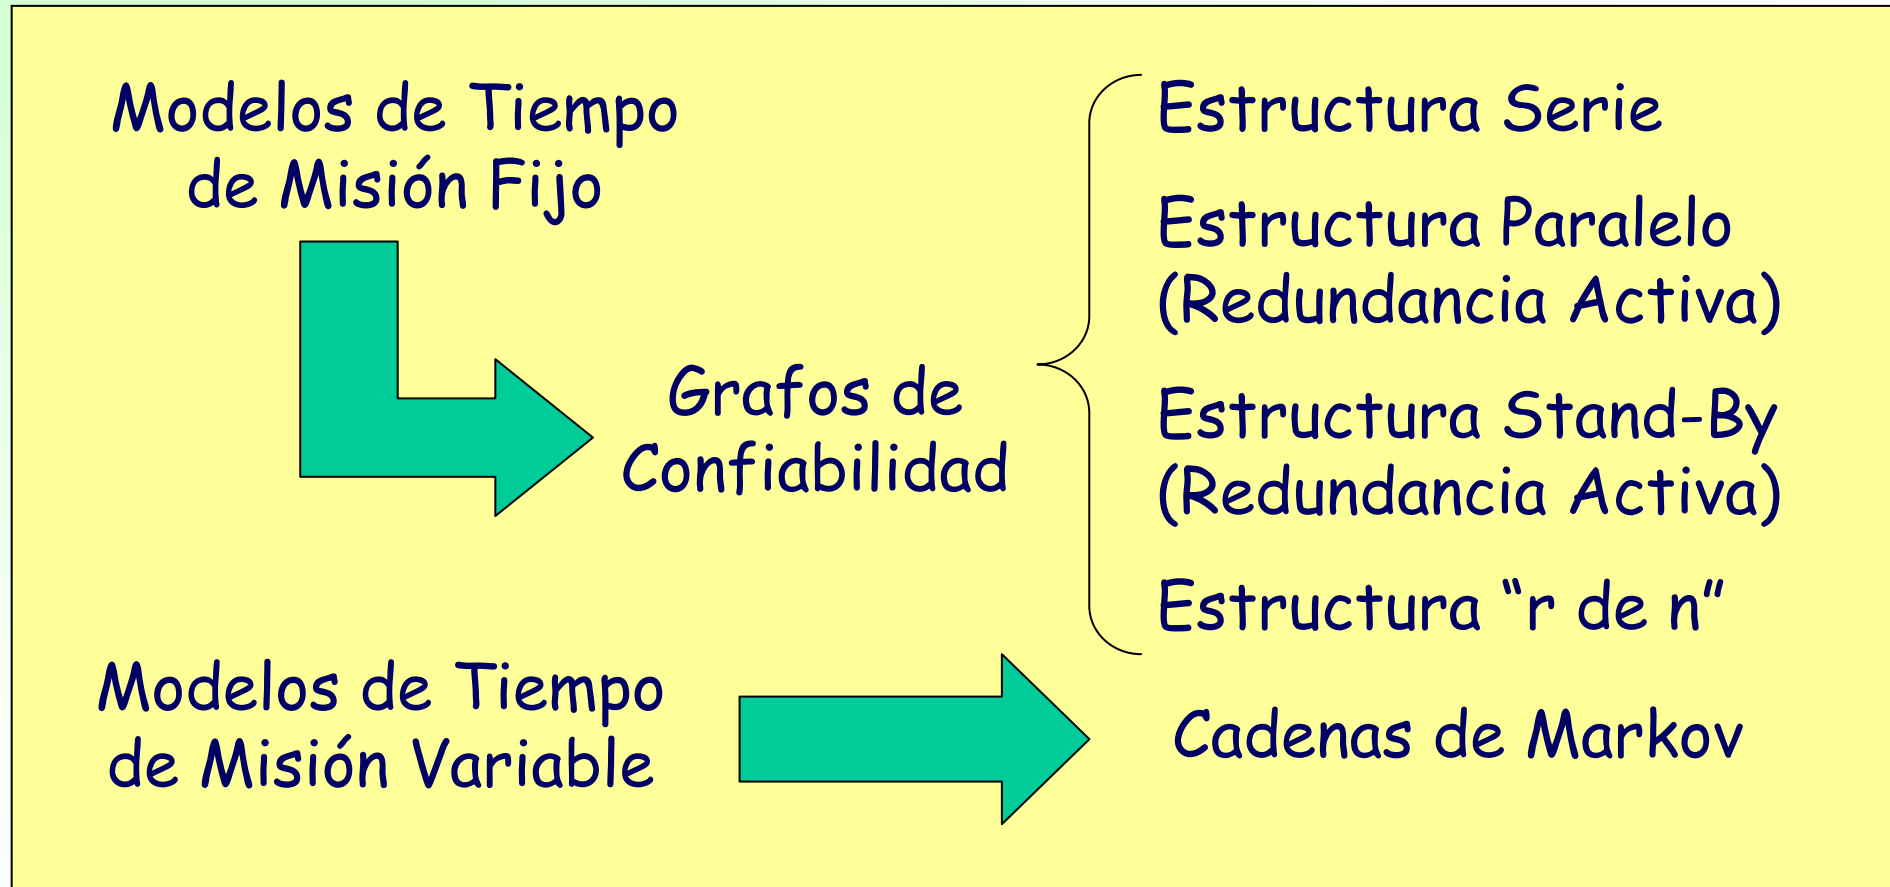 Modelos de Tiempo
de Misión Fijo
Grafos de
Confiabilidad
Estructura Serie
Estructura Paralelo
(Redundancia Activa)
Estructura Stand-By
(Redundancia Activa)
Estructura “r de n”
Modelos de Tiempo
de Misión Variable
Cadenas de Markov